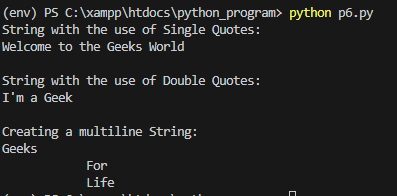 (env) PS C:\xampp\htdocs\python_program> python p6.py
String with the use of Single Quotes:
Welcome to the Geeks World

String with the use of Double Quotes:
I'm a Geek

Creating a multiline String:
Geeks
            For
            Life